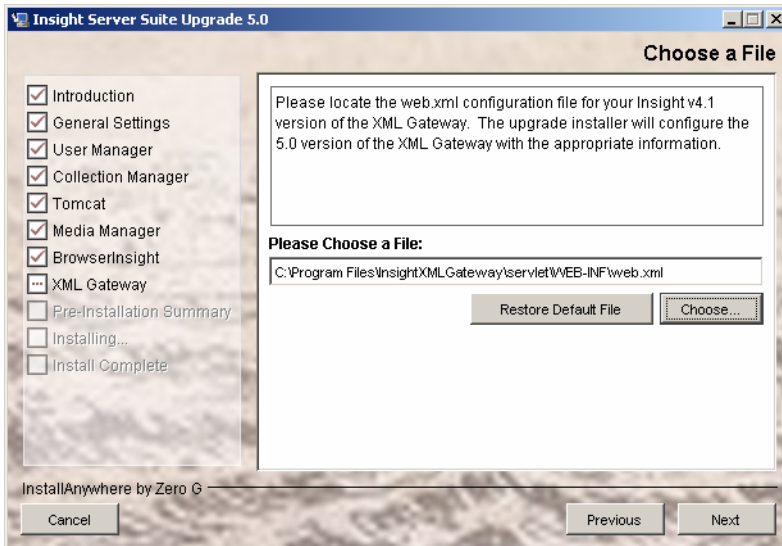 Insight Server Suite Upgrade 5.0
Choose a File
Introduction
General Settings
User Manager
Collection Manager
Tomcat
Media Manager
BrowserInsight
XML Gateway
Pre-Installation Summary
Installing...
Install Complete
Please locate the web.xml configuration file for your Insight v4.1
version of the XML Gateway. The upgrade installer will configure the
5.0 version of the XML Gateway with the appropriate information.
Please Choose a File:
C:\Program Files\InsightXMLGateway\servlet\WEB-INF\web.xml
Restore Default File
Choose...
InstallAnywhere by Zero G
Cancel
Previous
Next